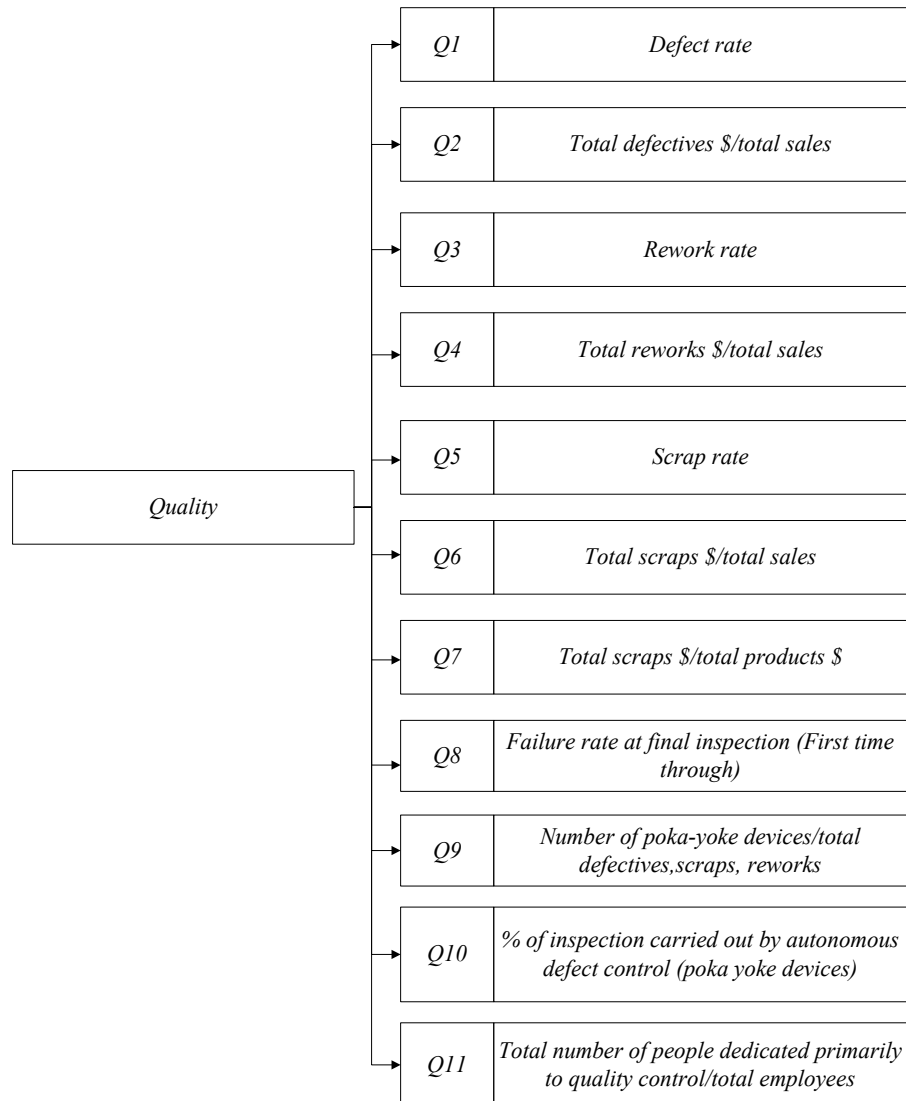 Quality
Q1
Defect rate
Q2
Total defectives $/total sales
Q3
Rework rate
Q4
Total reworks $/total sales
Q5
Scrap rate
Q6
Total scraps $/total sales
Q7
Total scraps $/total products $
Q8
Failure rate at final inspection (First time
through)
Q9
Number of poka-yoke devices/total
defectives,scraps, reworks
Q10
% of inspection carried out by autonomous
defect control (poka yoke devices)
Q11
Total number of people dedicated primarily
to quality control/total employees